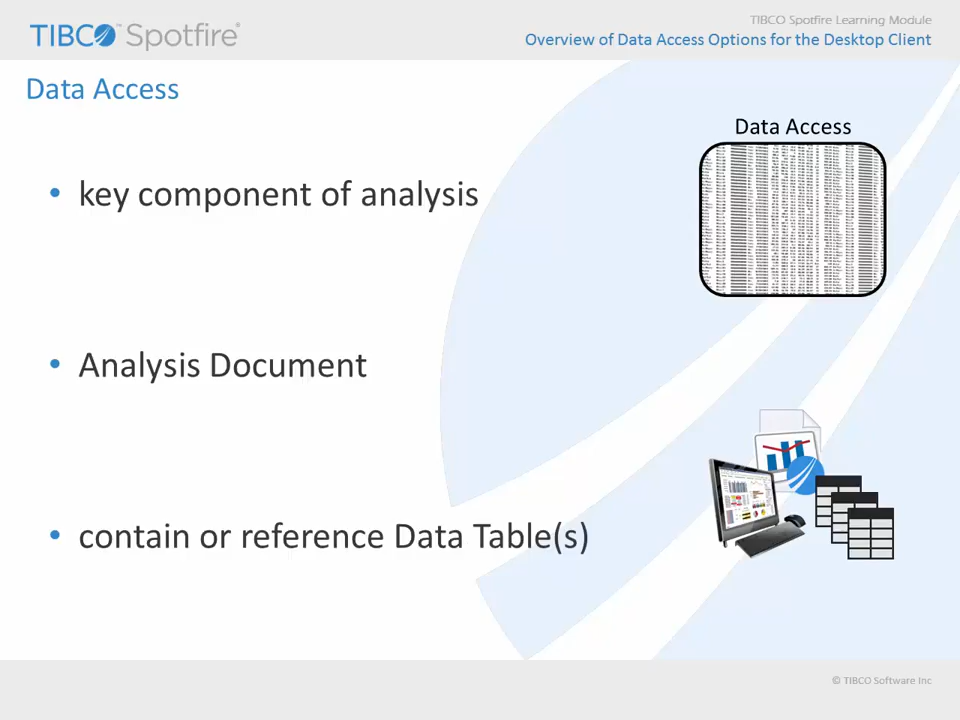 TIBCO™ Spotfire®
TIBCO Spotfire Learning Module
Overview of Data Access Options for the Desktop Client
Data Access
Data Access
• key component of analysis
• Analysis Document
• contain or reference Data Table(s)
© TIBCO Software Inc